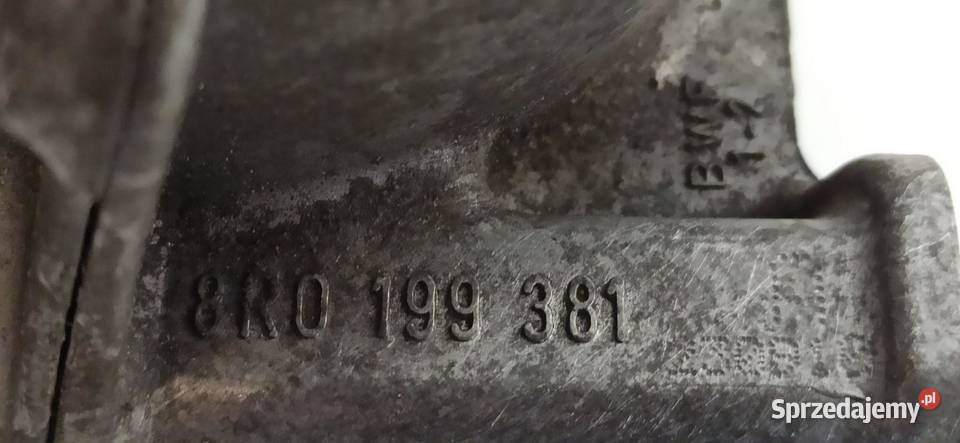 BWF
1-2
8R0 199 381
Sprzedajemy.pl